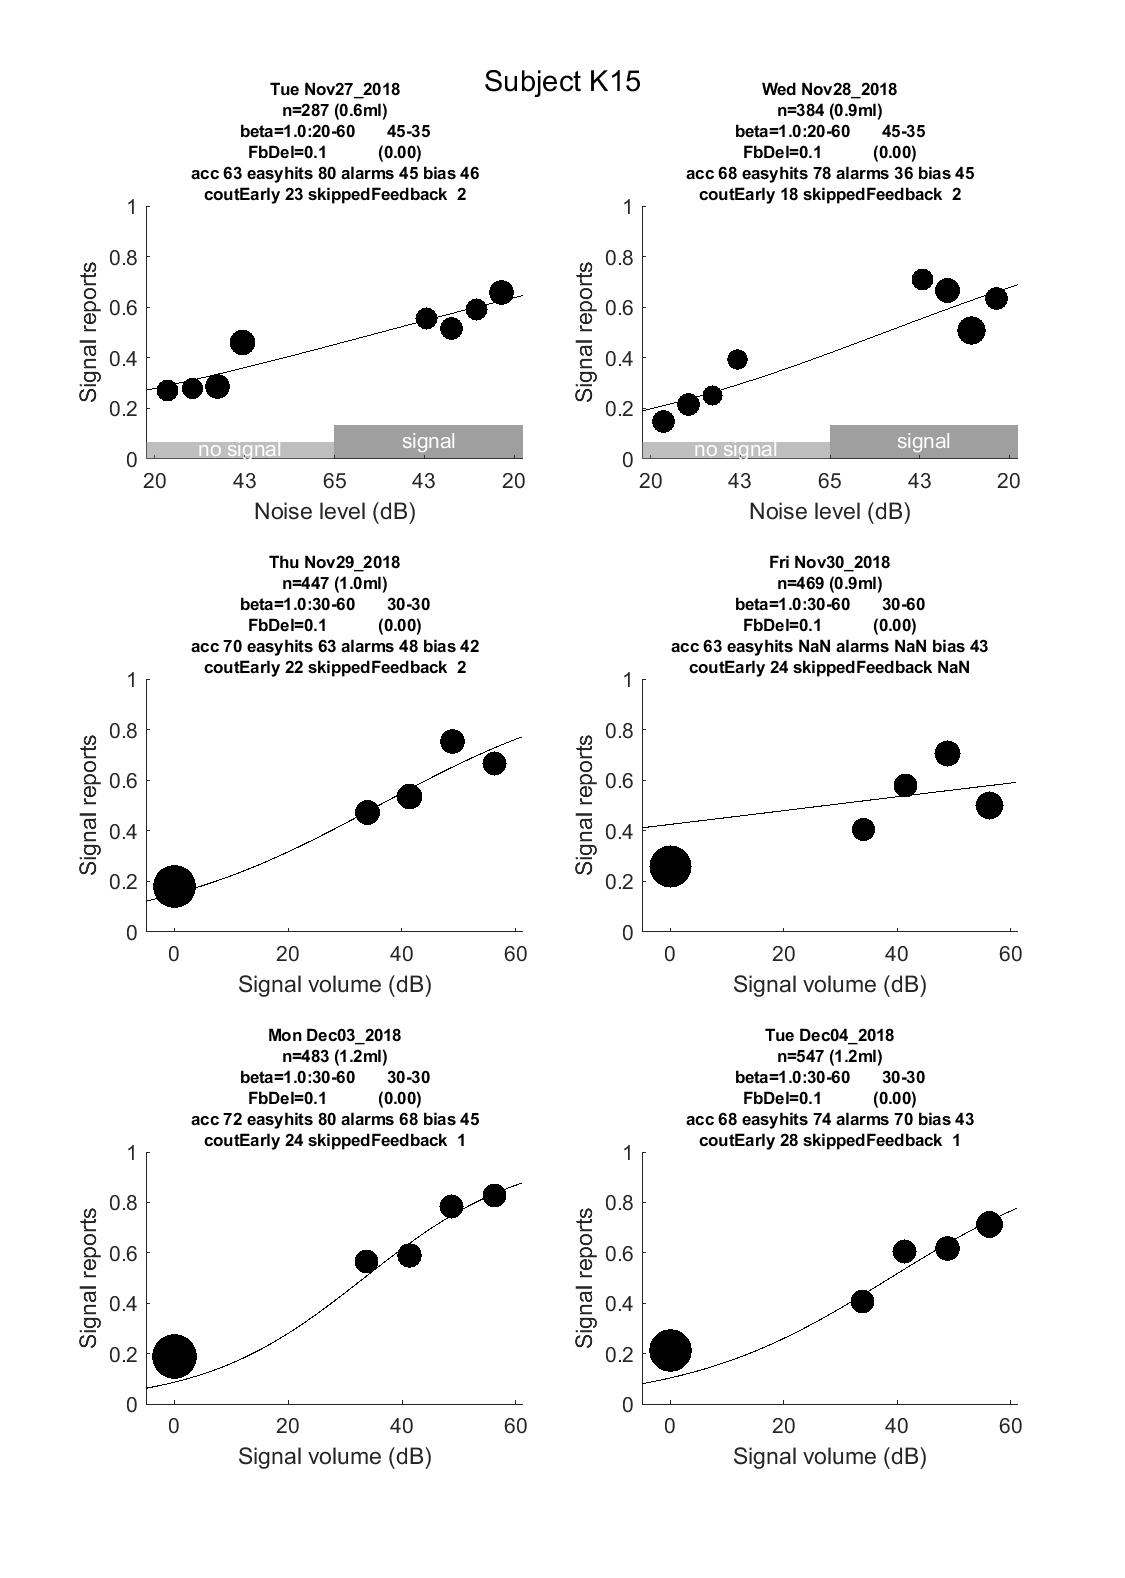 Subject K15
Tue Nov27_2018
n=287 (0.6ml)
beta=1.0:20-60 45-35
FbDel=0.1 (0.00)
acc 63 easyhits 80 alarms 45 bias 46
coutEarly 23 skippedFeedback 2
1
0.8
0.6
0.4
0.2
0
Signal reports
no signal
signal
20 43 65 43 20
Noise level (dB)
Wed Nov28_2018
n=384 (0.9ml)
beta=1.0:20-60 45-35
FbDel=0.1 (0.00)
acc 68 easyhits 78 alarms 36 bias 45
coutEarly 18 skippedFeedback 2
1
0.8
0.6
0.4
0.2
0
Signal reports
no signal
signal
20 43 65 43 20
Noise level (dB)
Thu Nov29_2018
n=447 (1.0ml)
beta=1.0:30-60 30-30
FbDel=0.1 (0.00)
acc 70 easyhits 63 alarms 48 bias 42
coutEarly 22 skippedFeedback 2
1
0.8
0.6
0.4
0.2
0
Signal reports
0 20 40 60
Signal volume (dB)
Fri Nov30_2018
n=469 (0.9ml)
beta=1.0:30-60 30-60
FbDel=0.1 (0.00)
acc 63 easyhits NaN alarms NaN bias 43
coutEarly 24 skippedFeedback NaN
1
0.8
0.6
0.4
0.2
0
Signal reports
0 20 40 60
Signal volume (dB)
Mon Dec03_2018
n=483 (1.2ml)
beta=1.0:30-60 30-30
FbDel=0.1 (0.00)
acc 72 easyhits 80 alarms 68 bias 45
coutEarly 24 skippedFeedback 1
1
0.8
0.6
0.4
0.2
0
Signal reports
0 20 40 60
Signal volume (dB)
Tue Dec04_2018
n=547 (1.2ml)
beta=1.0:30-60 30-30
FbDel=0.1 (0.00)
acc 68 easyhits 74 alarms 70 bias 43
coutEarly 28 skippedFeedback 1
1
0.8
0.6
0.4
0.2
0
Signal reports
0 20 40 60
Signal volume (dB)